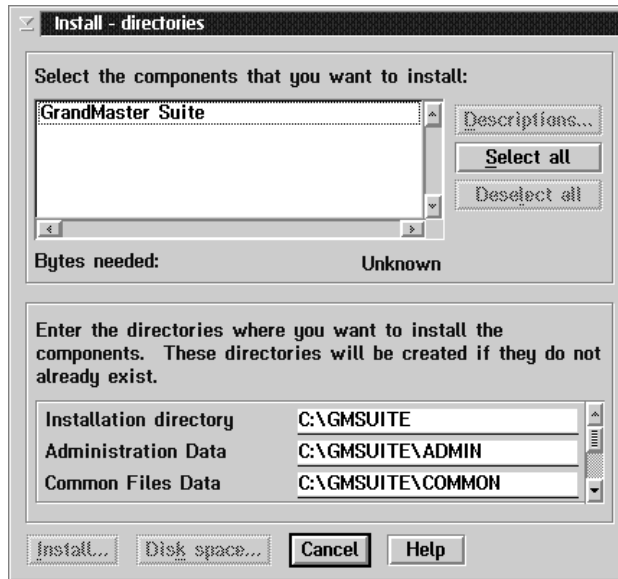 Install - directories
Select the components that you want to install:
GrandMaster Suite
Descriptions...
Select all
Deselect all
Bytes needed: Unknown
Enter the directories where you want to install the
components.  These directories will be created if they do not
already exist.
Installation directory C:\GMSUITE
Administration Data C:\GMSUITE\ADMIN
Common Files Data C:\GMSUITE\COMMON
Install... Disk space... Cancel Help